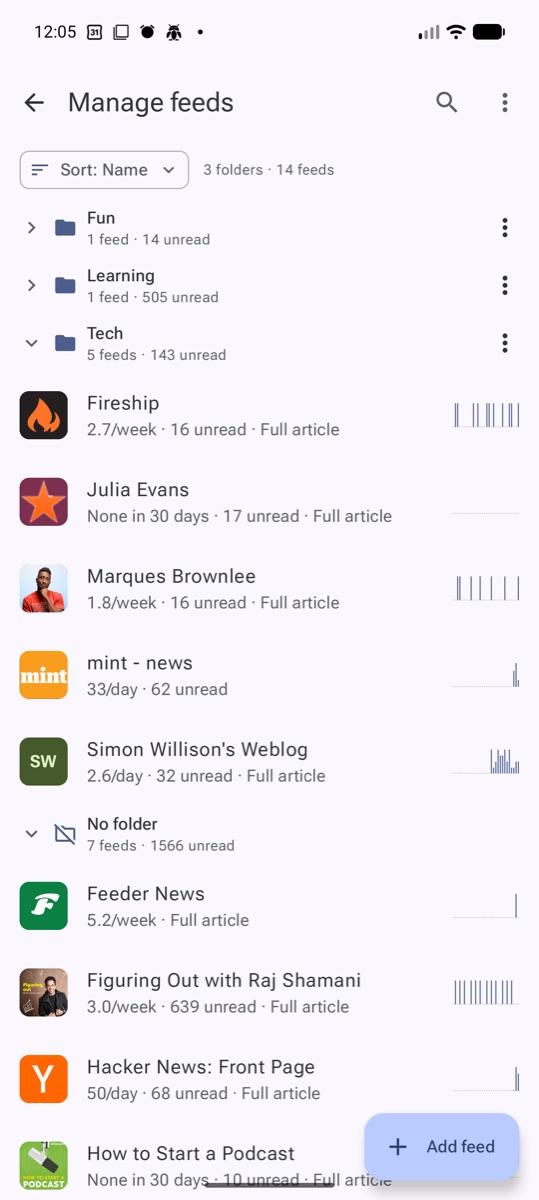 12:05
31
Manage feeds
Sort: Name
3 folders · 14 feeds
Fun
1 feed · 14 unread
Learning
1 feed · 505 unread
Tech
5 feeds · 143 unread
Fireship
2.7/week · 16 unread · Full article
Julia Evans
None in 30 days · 17 unread · Full article
Marques Brownlee
1.8/week · 16 unread · Full article
mint
mint - news
33/day · 62 unread
SW
Simon Willison's Weblog
2.6/day · 32 unread · Full article
No folder
7 feeds · 1566 unread
F
Feeder News
5.2/week · Full article
Figuring Out with Raj Shamani
3.0/week · 639 unread · Full article
Y
Hacker News: Front Page
50/day · 68 unread · Full article
HOW TO START A
PODCAST
How to Start a Podcast
None in 30 days · 10 unread · Full article
Add feed